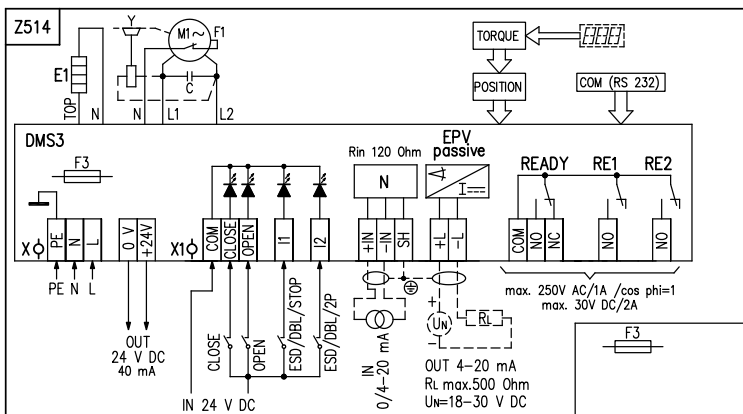 Z514
Y
M1~
F1
TORQUE
E1
C
POSITION
COM (RS 232)
TOP
N
N
L1
L2
DMS3
F3
Rin 120 Ohm
N
EPV
passive
I
READY
RE1
RE2
X
PE
N
L
0 V
+24V
X1
COM
CLOSE
OPEN
I1
I2
+IN
-IN
SH
+L
-L
COM
NO
NC
NO
NO
PE N L
OUT
24 V DC
40 mA
CLOSE
OPEN
ESD/DBL/STOP
ESD/DBL/2P
IN 24 V DC
IN
0/4-20 mA
+
UN
-
RL
OUT 4-20 mA
RL max.500 Ohm
UN=18-30 V DC
max. 250V AC/1A /cos phi=1
max. 30V DC/2A
F3